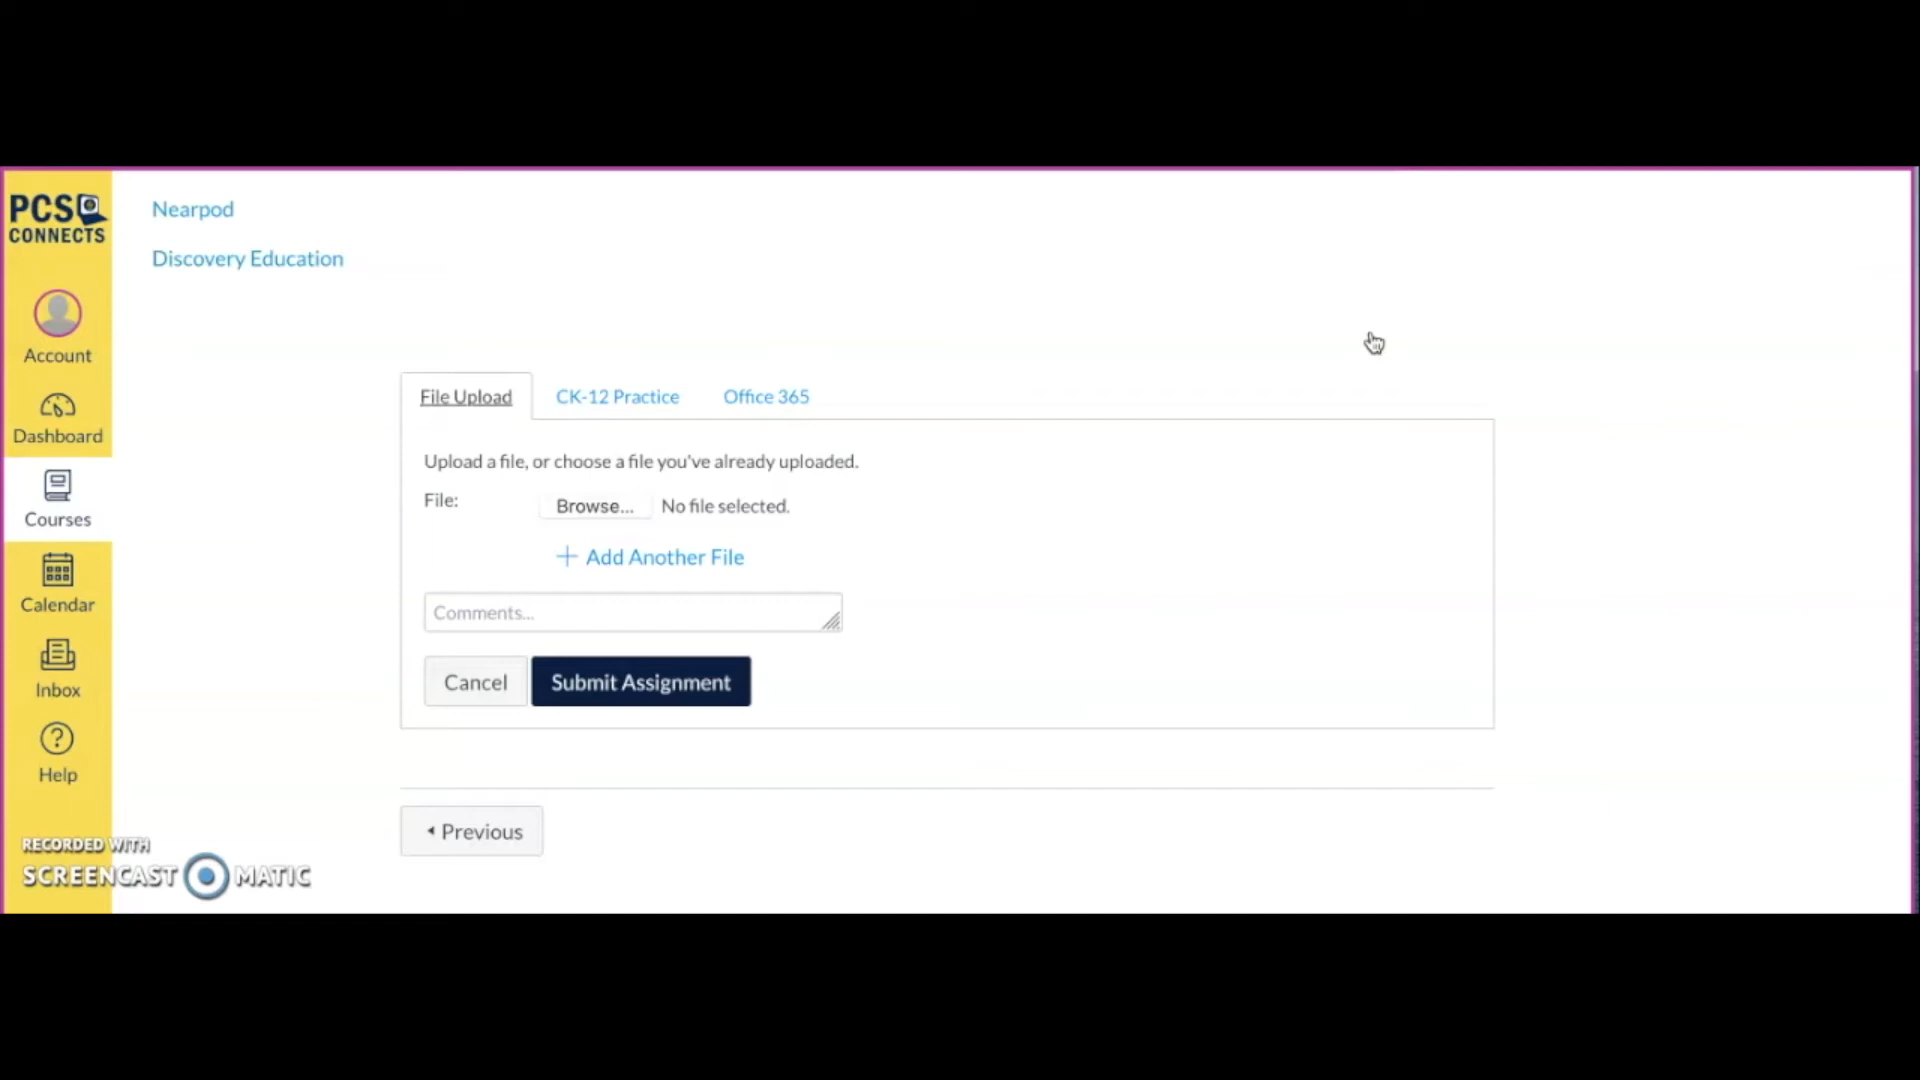 PCS
CONNECTS
Account
Dashboard
Courses
Calendar
Inbox
Help
Nearpod
Discovery Education
File Upload
CK-12 Practice
Office 365
Upload a file, or choose a file you've already uploaded.
File:
Browse... No file selected.
+ Add Another File
Comments...
Cancel
Submit Assignment
Previous
RECORDED WITH
SCREENCAST MATIC